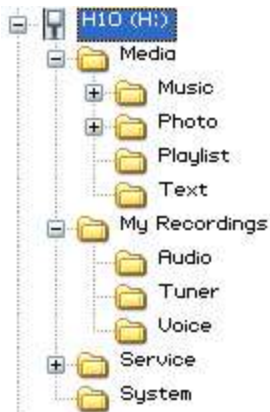 H10 (H:)
Media
Music
Photo
Playlist
Text
My Recordings
Audio
Tuner
Voice
Service
System